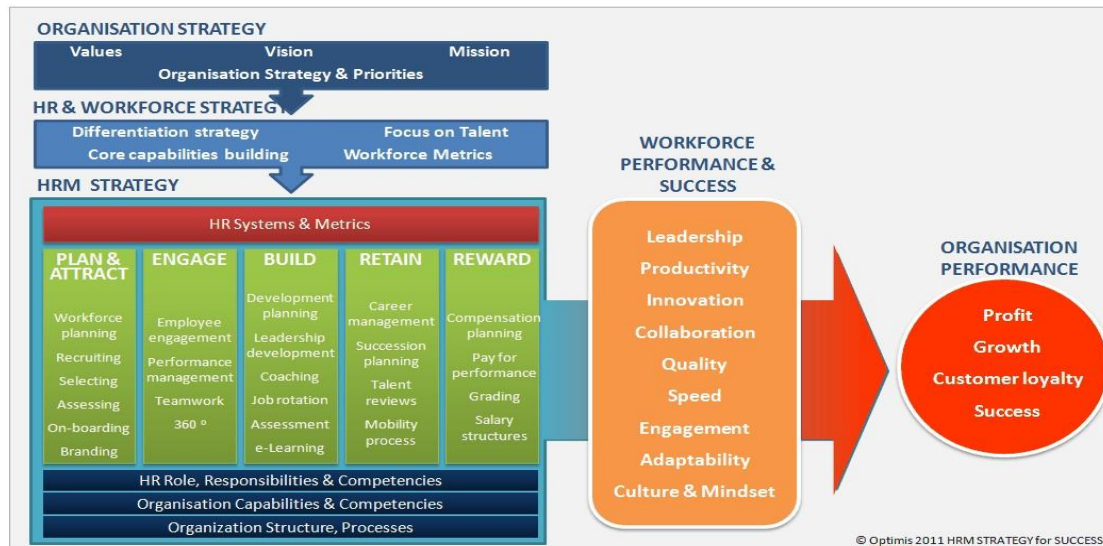 ORGANISATION STRATEGY
Values Vision Mission
Organisation Strategy & Priorities
HR & WORKFORCE STRATEGY
Differentiation strategy Focus on Talent
Core capabilities building Workforce Metrics
HRM STRATEGY
HR Systems & Metrics
PLAN &
ATTRACT
Workforce
planning
Recruiting
Selecting
Assessing
On-boarding
Branding
ENGAGE
Employee
engagement
Performance
management
Teamwork
360 º
BUILD
Development
planning
Leadership
development
Coaching
Job rotation
Assessment
e-Learning
RETAIN
Career
management
Succession
planning
Talent
reviews
Mobility
process
REWARD
Compensation
planning
Pay for
performance
Grading
Salary
structures
HR Role, Responsibilities & Competencies
Organisation Capabilities & Competencies
Organization Structure, Processes
WORKFORCE
PERFORMANCE &
SUCCESS
Leadership
Productivity
Innovation
Collaboration
Quality
Speed
Engagement
Adaptability
Culture & Mindset
ORGANISATION
PERFORMANCE
Profit
Growth
Customer loyalty
Success
© Optimis 2011 HRM STRATEGY for SUCCESS